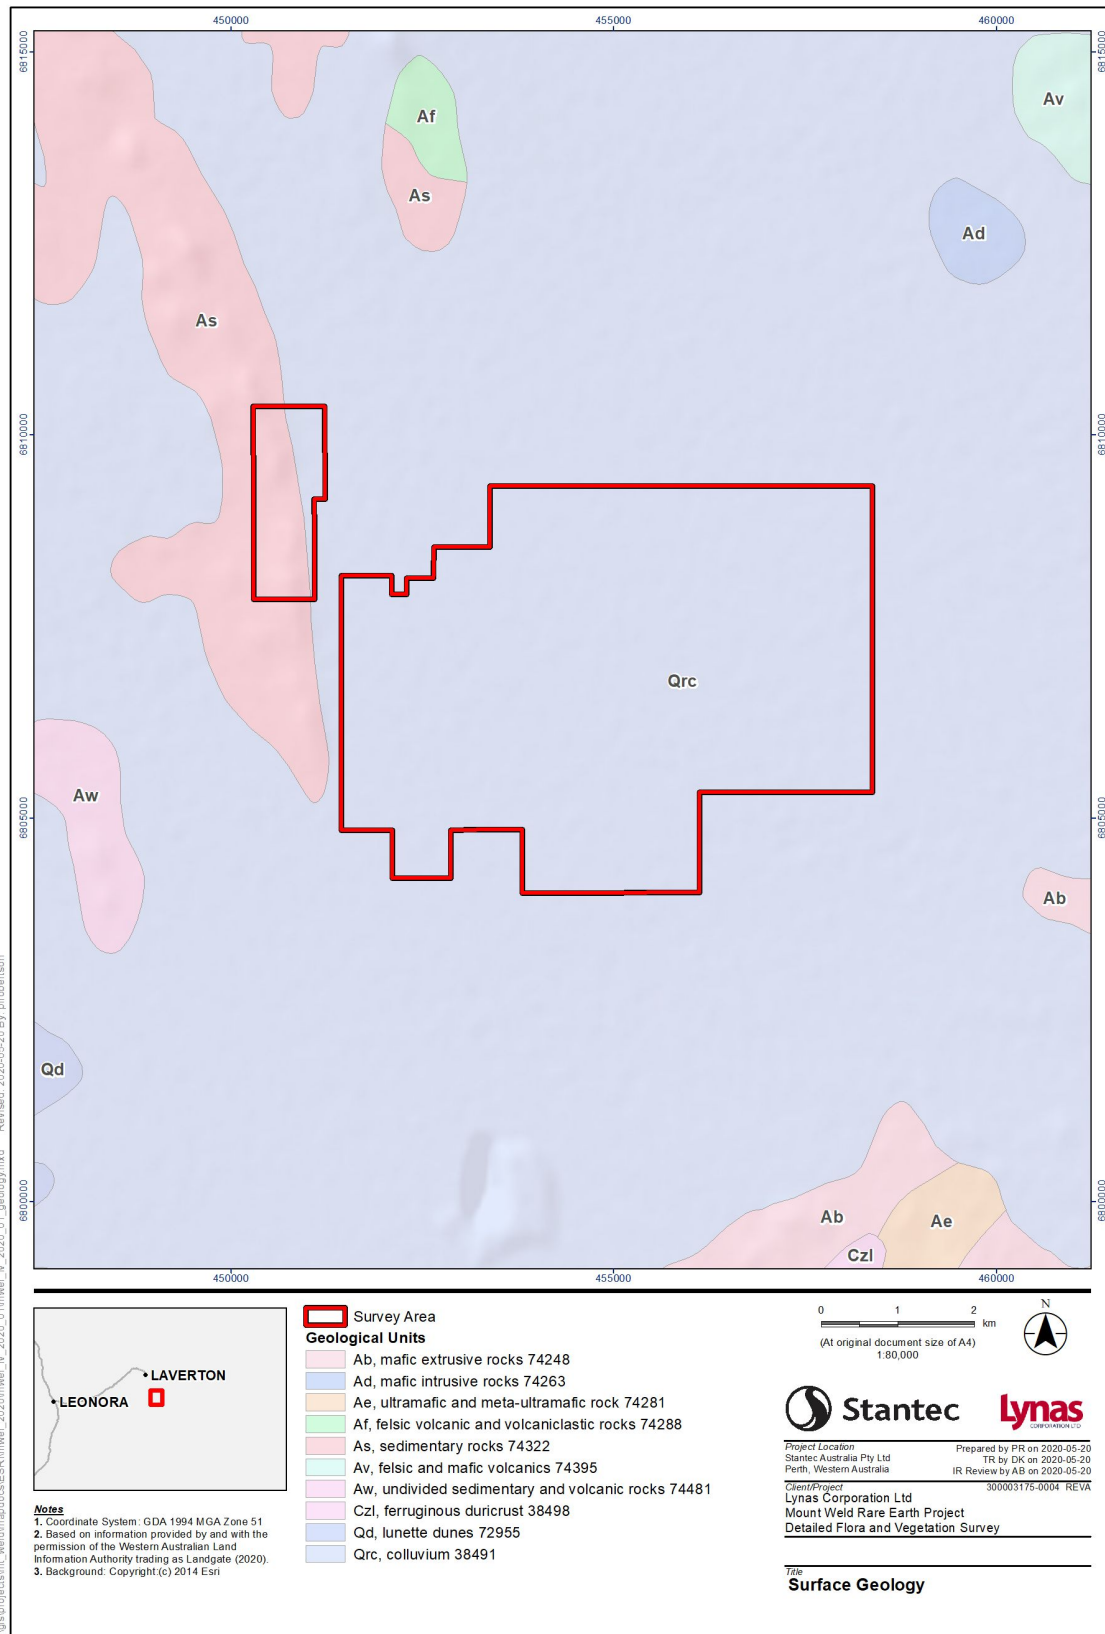 450000
455000
460000
6815000
6815000
Af
Av
As
Ad
As
6810000
6810000
Qrc
Aw
6805000
6805000
Ab
Qd
6800000
6800000
Ab
Ae
Czl
450000
455000
460000
LAVERTON
LEONORA
Notes
1. Coordinate System: GDA 1994 MGA Zone 51
2. Based on information provided by and with the
permission of the Western Australian Land
Information Authority trading as Landgate (2020).
3. Background: Copyright:(c) 2014 Esri
Survey Area
Geological Units
Ab, mafic extrusive rocks 74248
Ad, mafic intrusive rocks 74263
Ae, ultramafic and meta-ultramafic rock 74281
Af, felsic volcanic and volcaniclastic rocks 74288
As, sedimentary rocks 74322
Av, felsic and mafic volcanics 74395
Aw, undivided sedimentary and volcanic rocks 74481
Czl, ferruginous duricrust 38498
Qd, lunette dunes 72955
Qrc, colluvium 38491
0 1 2
km
(At original document size of A4)
1:80,000
N
Stantec
Lynas
CORPORATION LTD
Project Location
Stantec Australia Pty Ltd
Perth, Western Australia
Prepared by PR on 2020-05-20
TR by DK on 2020-05-20
IR Review by AB on 2020-05-20
Client/Project
300003175-0004 REVA
Lynas Corporation Ltd
Mount Weld Rare Earth Project
Detailed Flora and Vegetation Survey
Title
Surface Geology